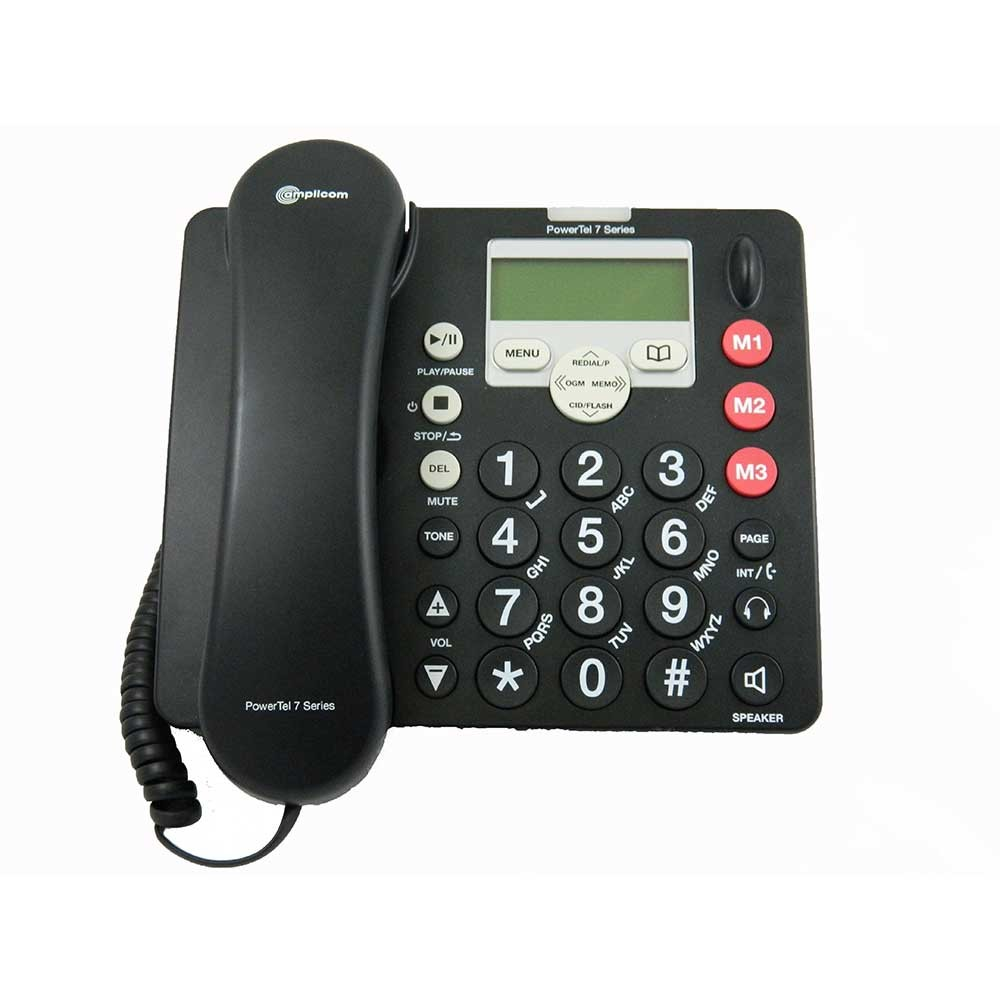 amplicom
PowerTel 7 Series
MENU
REDIAL/P
OGM MEMO
CID/FLASH
PLAY/PAUSE
STOP/
DEL
MUTE
TONE
VOL
M1
M2
M3
1
2 ABC
3 DEF
4 GHI
5 JKL
6 MNO
7 PQRS
8 TUV
9 WXYZ
* 0 #
PAGE
INT/
SPEAKER
PowerTel 7 Series